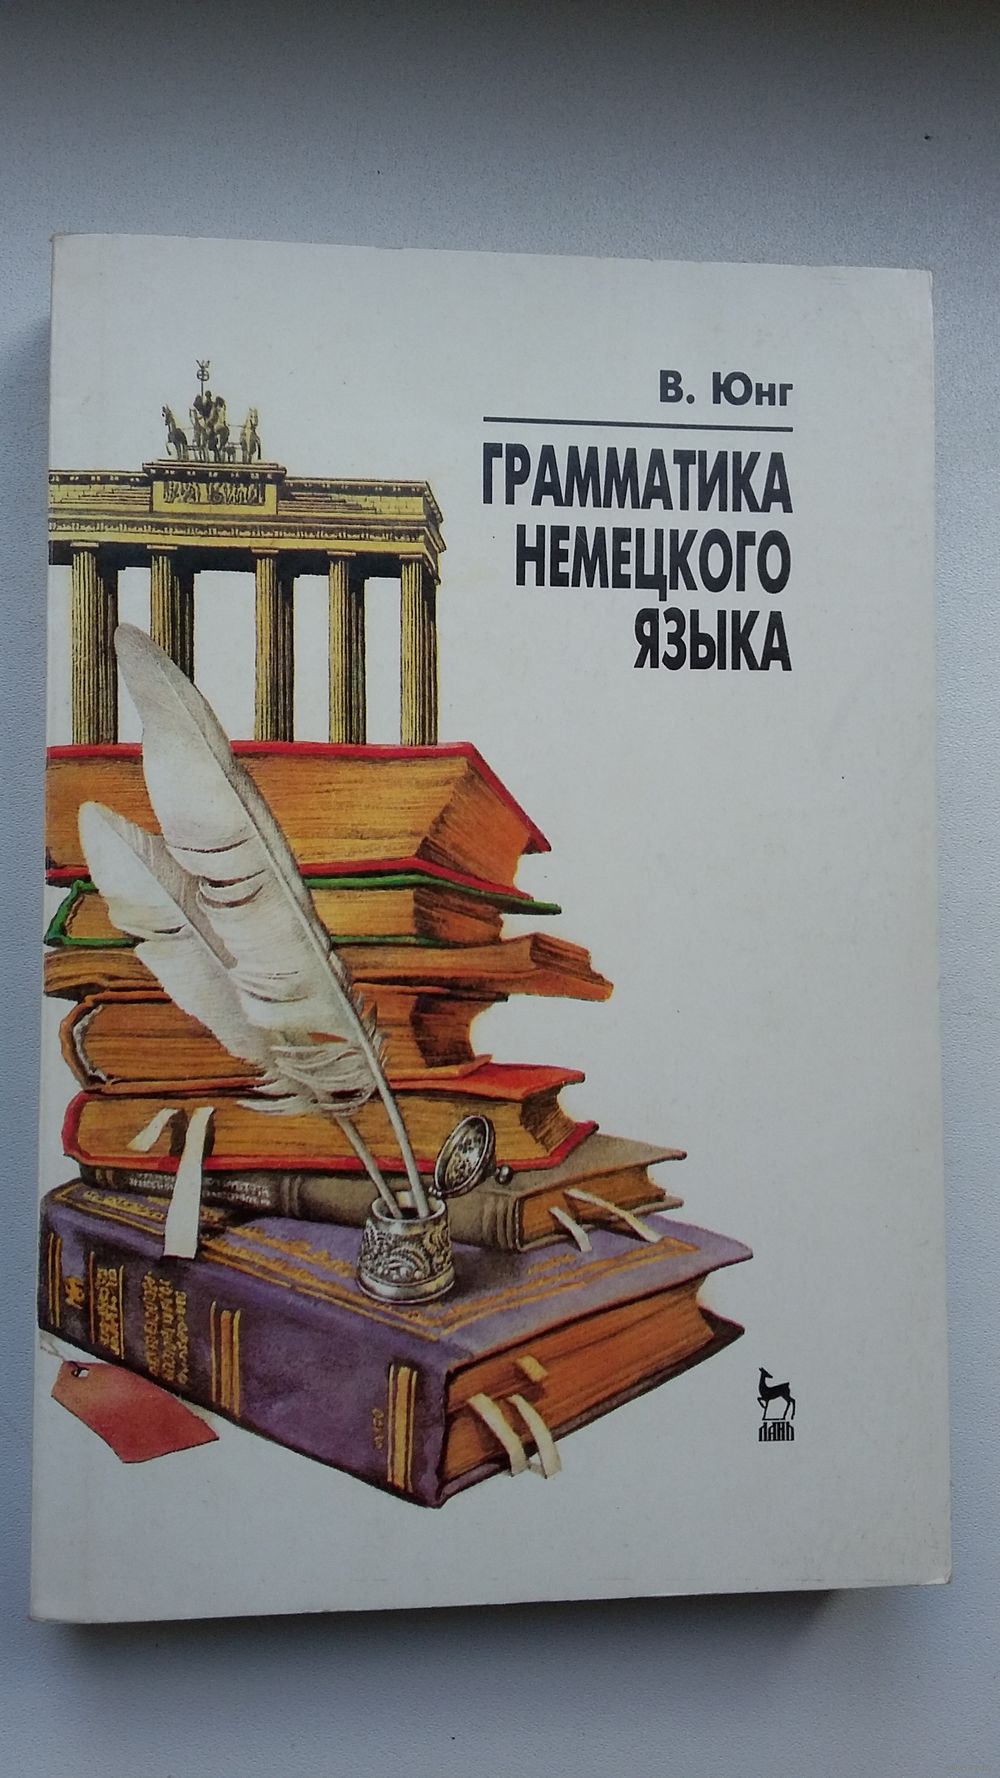 В. Юнг
ГРАММАТИКА
НЕМЕЦКОГО
ЯЗЫКА
ЛАНЬ